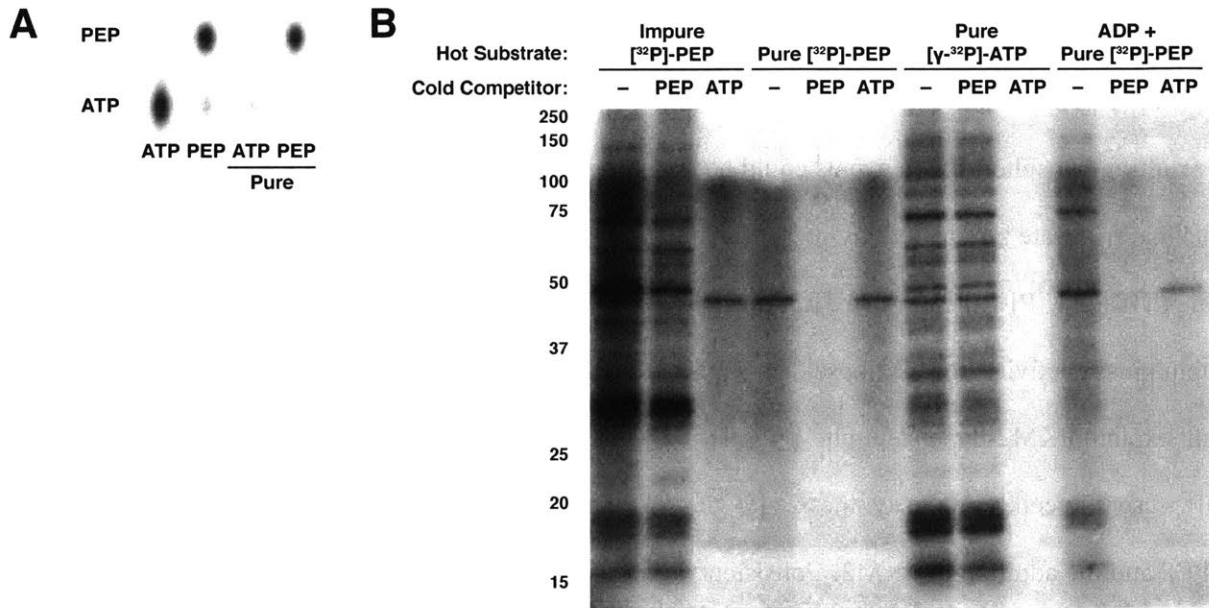 A
PEP
ATP
ATP PEP ATP PEP
Pure
B
Impure Pure ADP +
Hot Substrate: [³²P]-PEP Pure [³²P]-PEP [γ-³²P]-ATP Pure [³²P]-PEP
Cold Competitor: – PEP ATP – PEP ATP – PEP ATP – PEP ATP
250
150
100
75
50
37
25
20
15